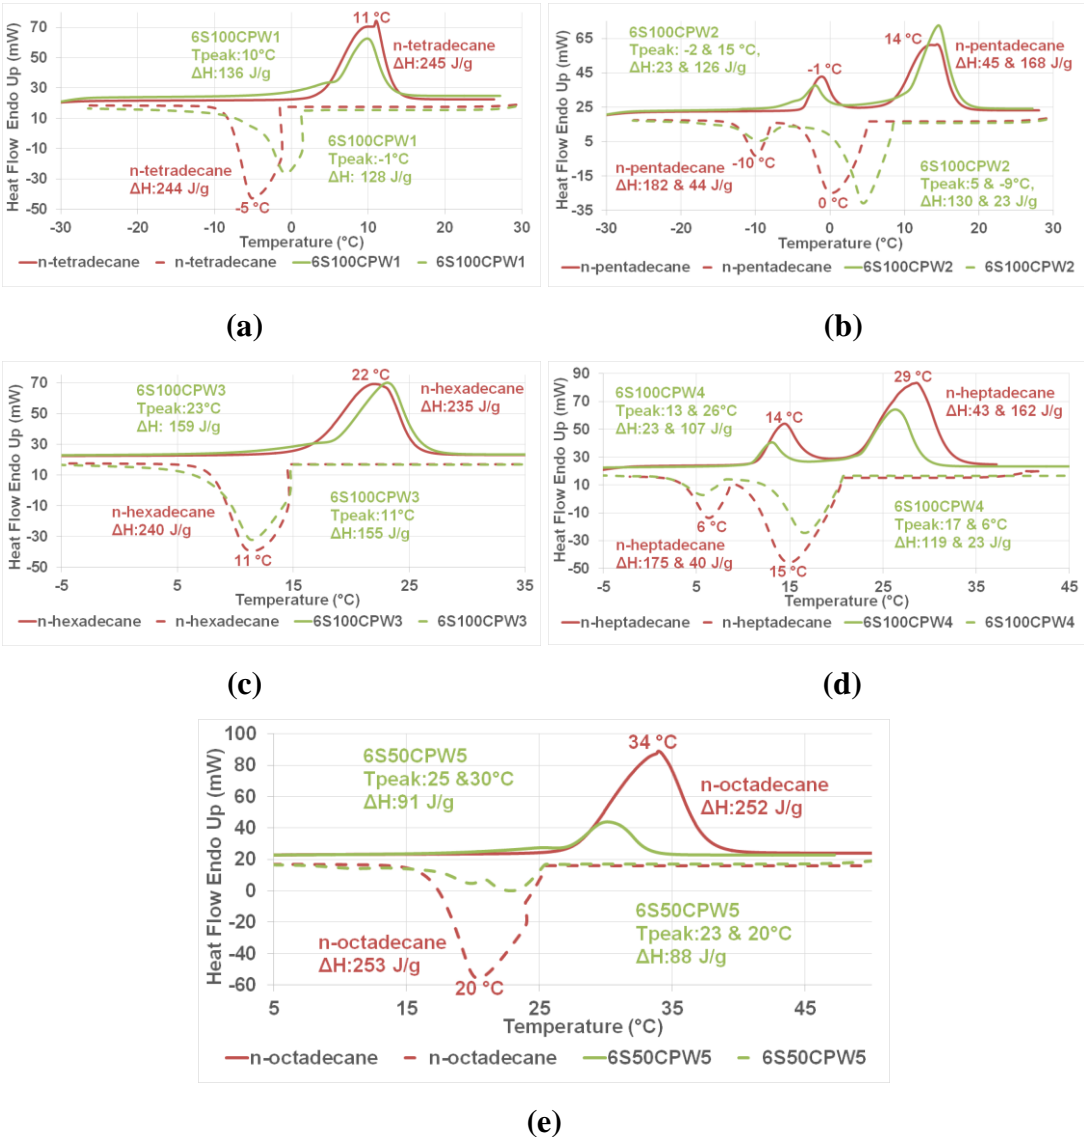 70
50
30
10
-10
-30
-50
Heat Flow Endo Up (mW)
11 °C
6S100CPW1
Tpeak:10°C
ΔH:136 J/g
n-tetradecane
ΔH:245 J/g
n-tetradecane
ΔH:244 J/g
-5 °C
6S100CPW1
Tpeak:-1°C
ΔH: 128 J/g
-30 -20 -10 0 10 20 30
Temperature (°C)
n-tetradecane n-tetradecane 6S100CPW1 6S100CPW1
(a)
65
45
25
5
-15
-35
Heat Flow Endo Up (mW)
6S100CPW2
Tpeak: -2 & 15 °C,
ΔH:23 & 126 J/g
-1 °C
14 °C
n-pentadecane
ΔH:45 & 168 J/g
n-pentadecane
ΔH:182 & 44 J/g
-10 °C
0 °C
6S100CPW2
Tpeak:5 & -9°C,
ΔH:130 & 23 J/g
-30 -20 -10 0 10 20 30
Temperature (°C)
n-pentadecane n-pentadecane 6S100CPW2 6S100CPW2
(b)
70
50
30
10
-10
-30
-50
Heat Flow Endo Up (mW)
22 °C
6S100CPW3
Tpeak:23°C
ΔH: 159 J/g
n-hexadecane
ΔH:235 J/g
n-hexadecane
ΔH:240 J/g
11 °C
6S100CPW3
Tpeak:11°C
ΔH:155 J/g
-5 5 15 25 35
Temperature (°C)
n-hexadecane n-hexadecane 6S100CPW3 6S100CPW3
(c)
90
70
50
30
10
-10
-30
-50
Heat Flow Endo Up (mW)
6S100CPW4
Tpeak:13 & 26°C
ΔH:23 & 107 J/g
14 °C
29 °C
n-heptadecane
ΔH:43 & 162 J/g
6 °C
n-heptadecane
ΔH:175 & 40 J/g
15 °C
6S100CPW4
Tpeak:17 & 6°C
ΔH:119 & 23 J/g
-5 5 15 25 35 45
Temperature (°C)
n-heptadecane n-heptadecane 6S100CPW4 6S100CPW4
(d)
100
80
60
40
20
0
-20
-40
-60
Heat Flow Endo Up (mW)
34 °C
6S50CPW5
Tpeak:25 &30°C
ΔH:91 J/g
n-octadecane
ΔH:252 J/g
n-octadecane
ΔH:253 J/g
20 °C
6S50CPW5
Tpeak:23 & 20°C
ΔH:88 J/g
5 15 25 35 45
Temperature (°C)
n-octadecane n-octadecane 6S50CPW5 6S50CPW5
(e)